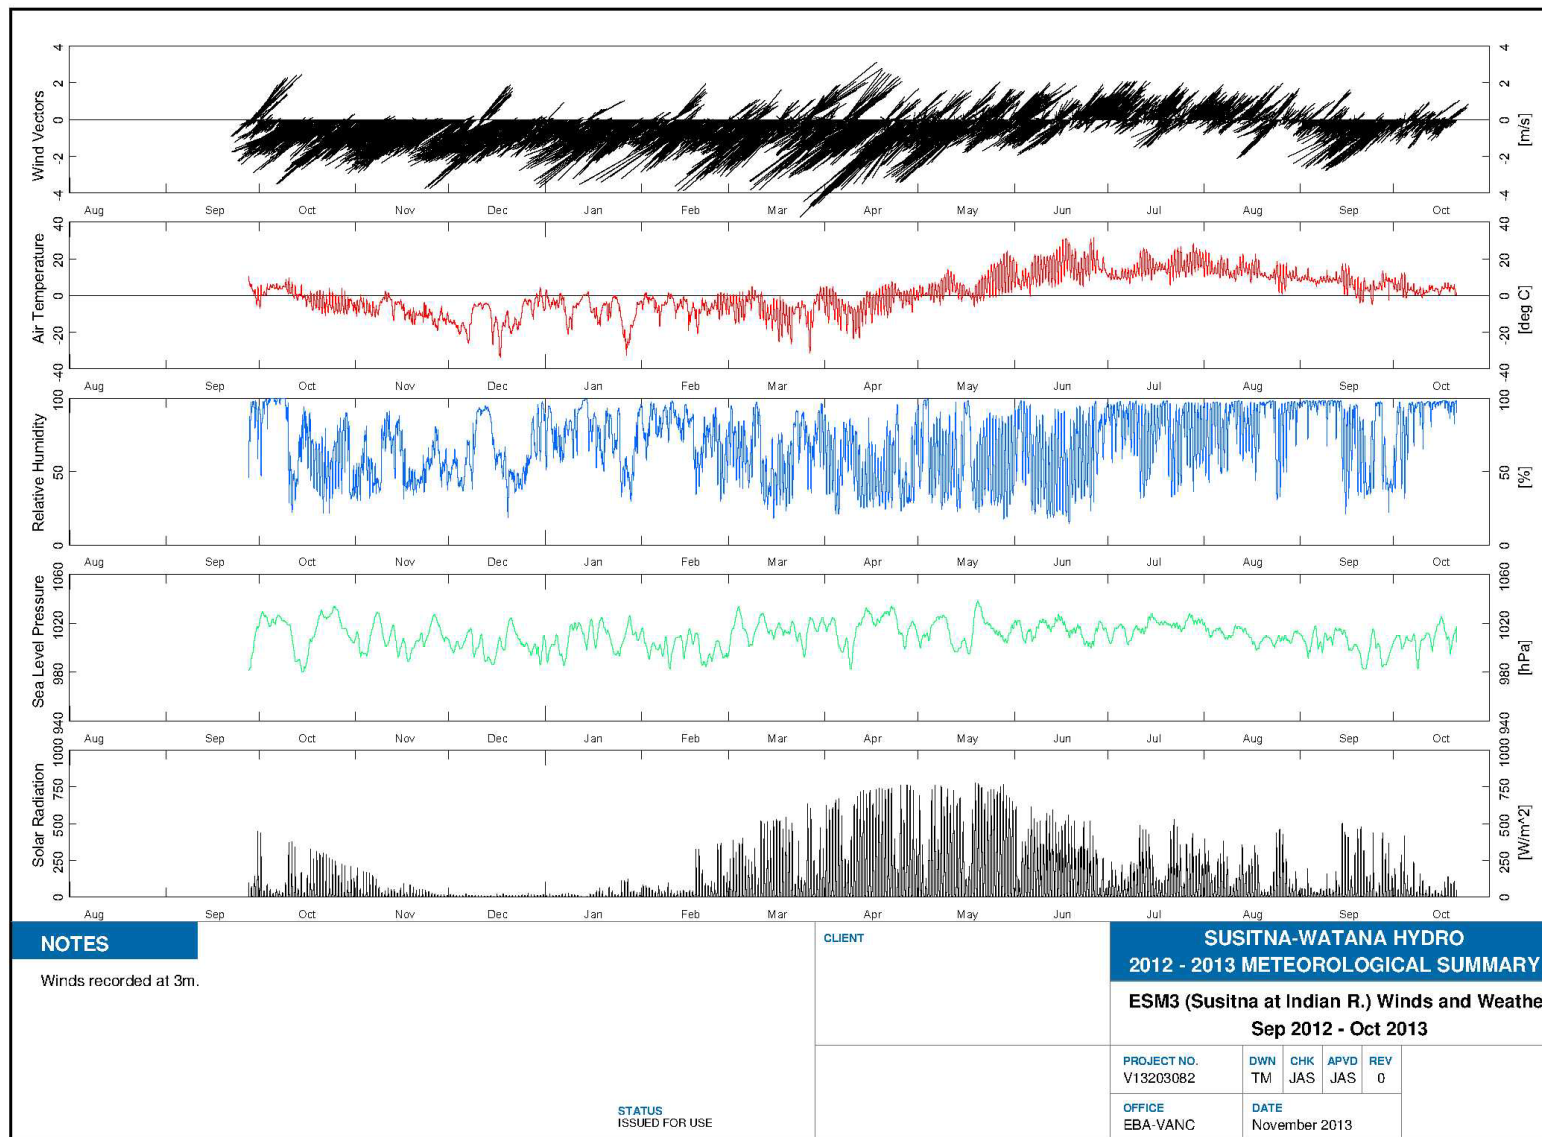 4 2 0 -2 -4
Wind Vectors
4 2 0 -2 -4
[m/s]
Aug Sep Oct Nov Dec Jan Feb Mar Apr May Jun Jul Aug Sep Oct
40 20 0 -20 -40
Air Temperature
40 20 0 -20 -40
[deg C]
Aug Sep Oct Nov Dec Jan Feb Mar Apr May Jun Jul Aug Sep Oct
100 50 0
Relative Humidity
100 50 0
[%]
Aug Sep Oct Nov Dec Jan Feb Mar Apr May Jun Jul Aug Sep Oct
1060 1020 980 940
Sea Level Pressure
1060 1020 980 940
[hPa]
Aug Sep Oct Nov Dec Jan Feb Mar Apr May Jun Jul Aug Sep Oct
1000 750 500 250 0
Solar Radiation
1000 750 500 250 0
[W/m^2]
Aug Sep Oct Nov Dec Jan Feb Mar Apr May Jun Jul Aug Sep Oct
NOTES
Winds recorded at 3m.
STATUS
ISSUED FOR USE
CLIENT
SUSITNA-WATANA HYDRO
2012 - 2013 METEOROLOGICAL SUMMARY
ESM3 (Susitna at Indian R.) Winds and Weathe
Sep 2012 - Oct 2013
PROJECT NO. DWN CHK APVD REV
V13203082 TM JAS JAS 0
OFFICE DATE
EBA-VANC November 2013